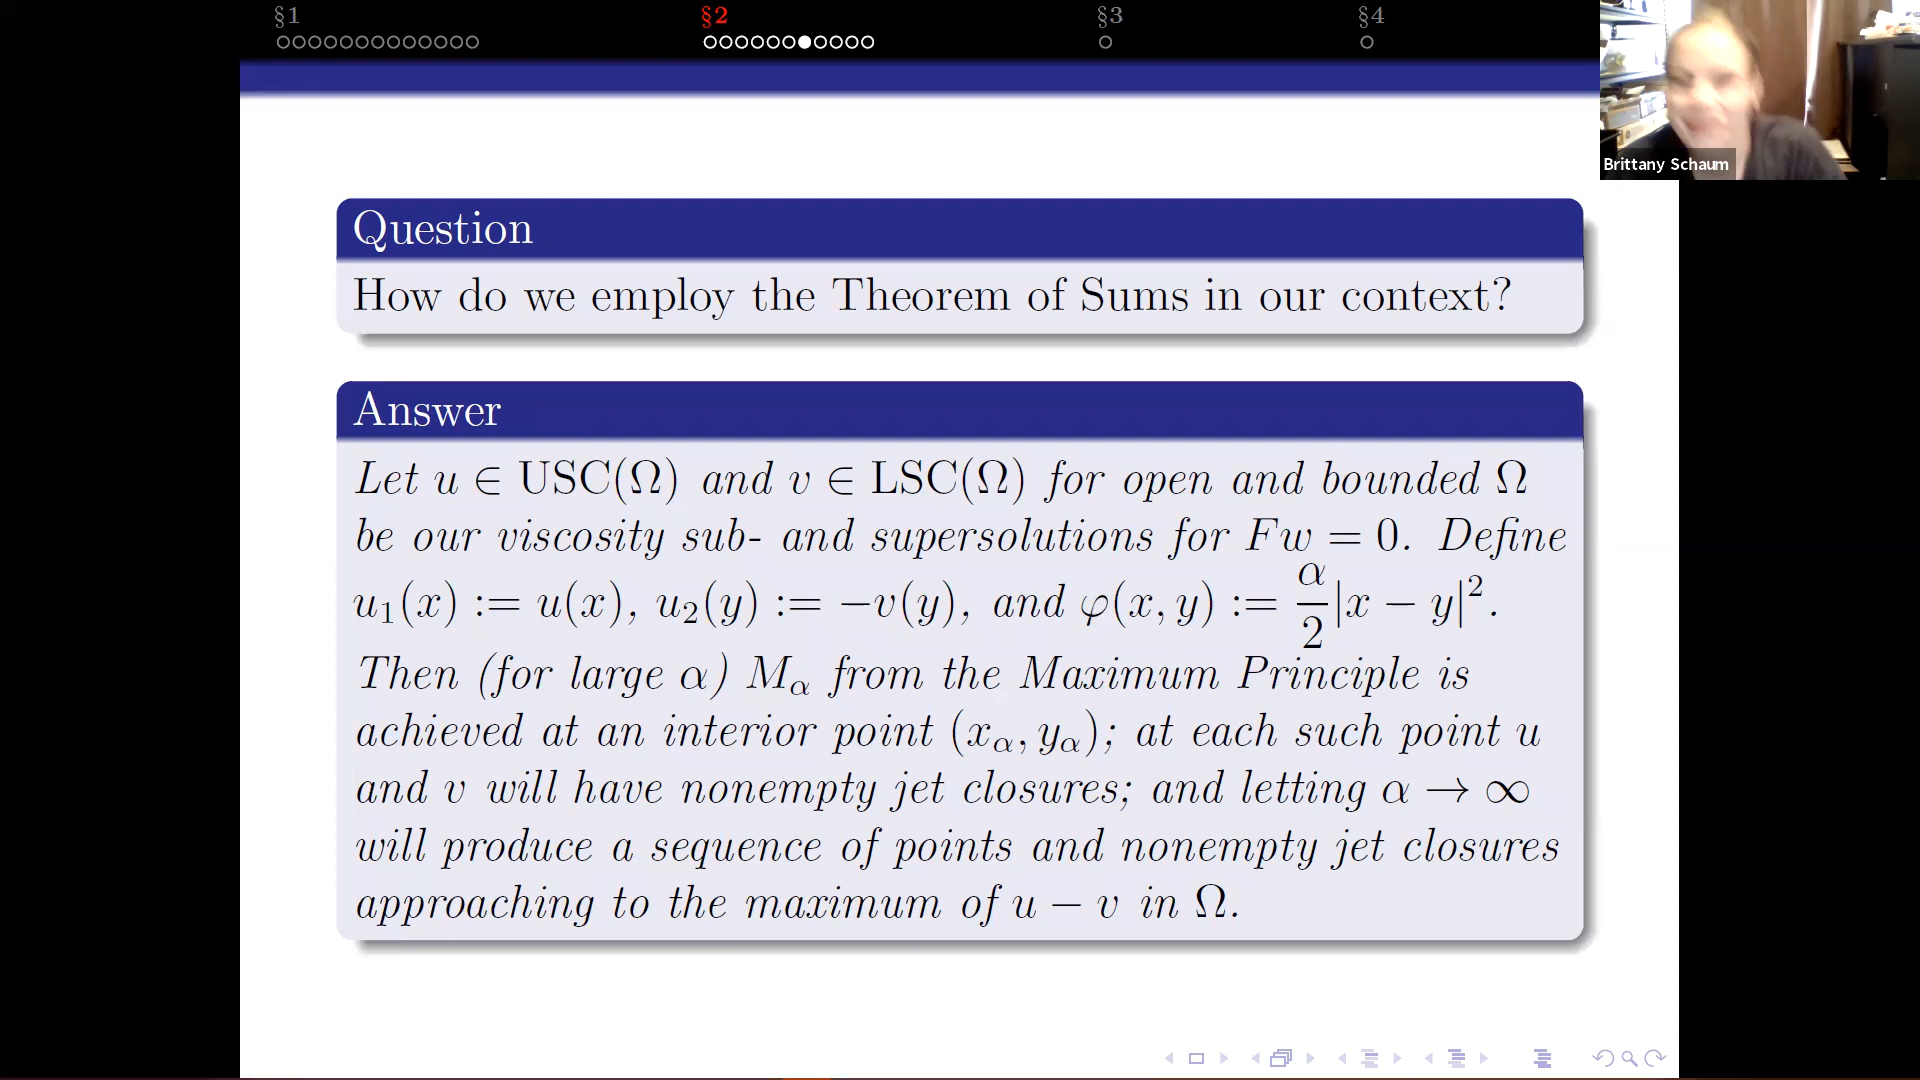 §1 §2 §3 §4
Brittany Schaum
Question
How do we employ the Theorem of Sums in our context?
Answer
Let u ∈ USC(Ω) and v ∈ LSC(Ω) for open and bounded Ω
be our viscosity sub- and supersolutions for Fw = 0. Define
u₁(x) := u(x), u₂(y) := −v(y), and φ(x, y) := α/2 |x − y|².
Then (for large α) M_α from the Maximum Principle is
achieved at an interior point (x_α, y_α); at each such point u
and v will have nonempty jet closures; and letting α → ∞
will produce a sequence of points and nonempty jet closures
approaching to the maximum of u − v in Ω.